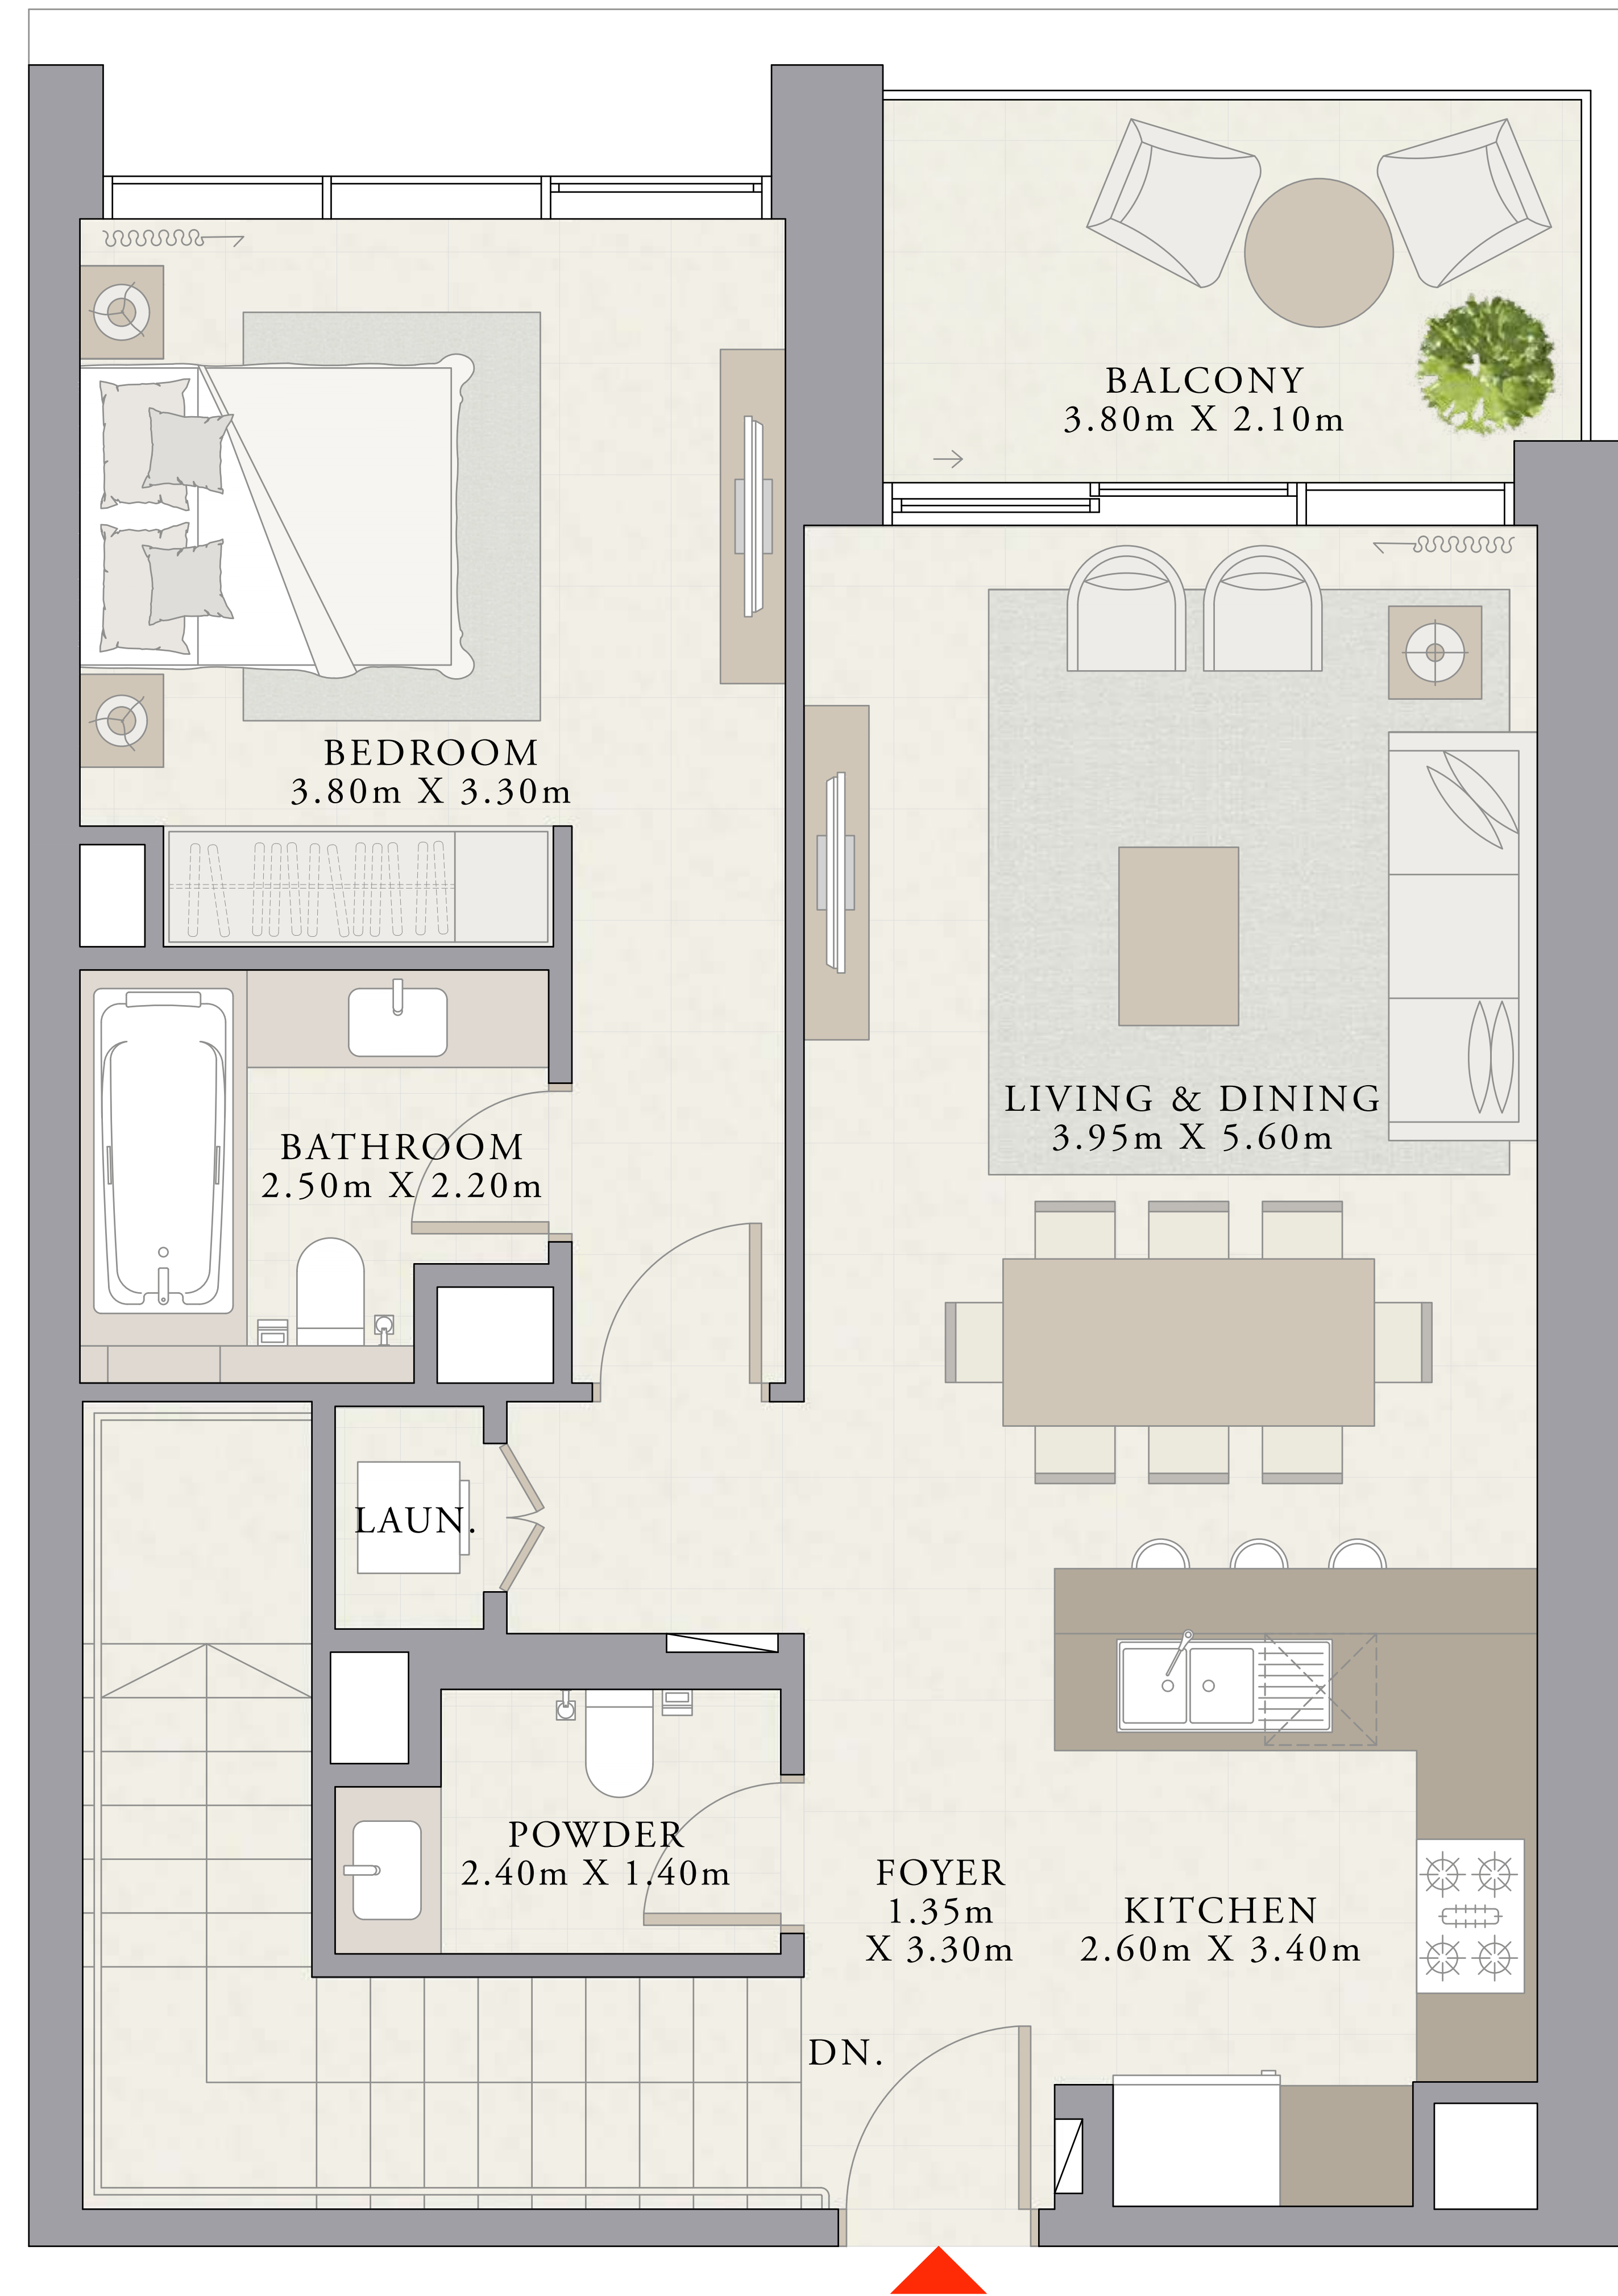 BALCONY
3.80m X 2.10m
BEDROOM
3.80m X 3.30m
LIVING & DINING
3.95m X 5.60m
BATHROOM
2.50m X 2.20m
LAUN.
POWDER
2.40m X 1.40m
FOYER
1.35m
X 3.30m
KITCHEN
2.60m X 3.40m
DN.